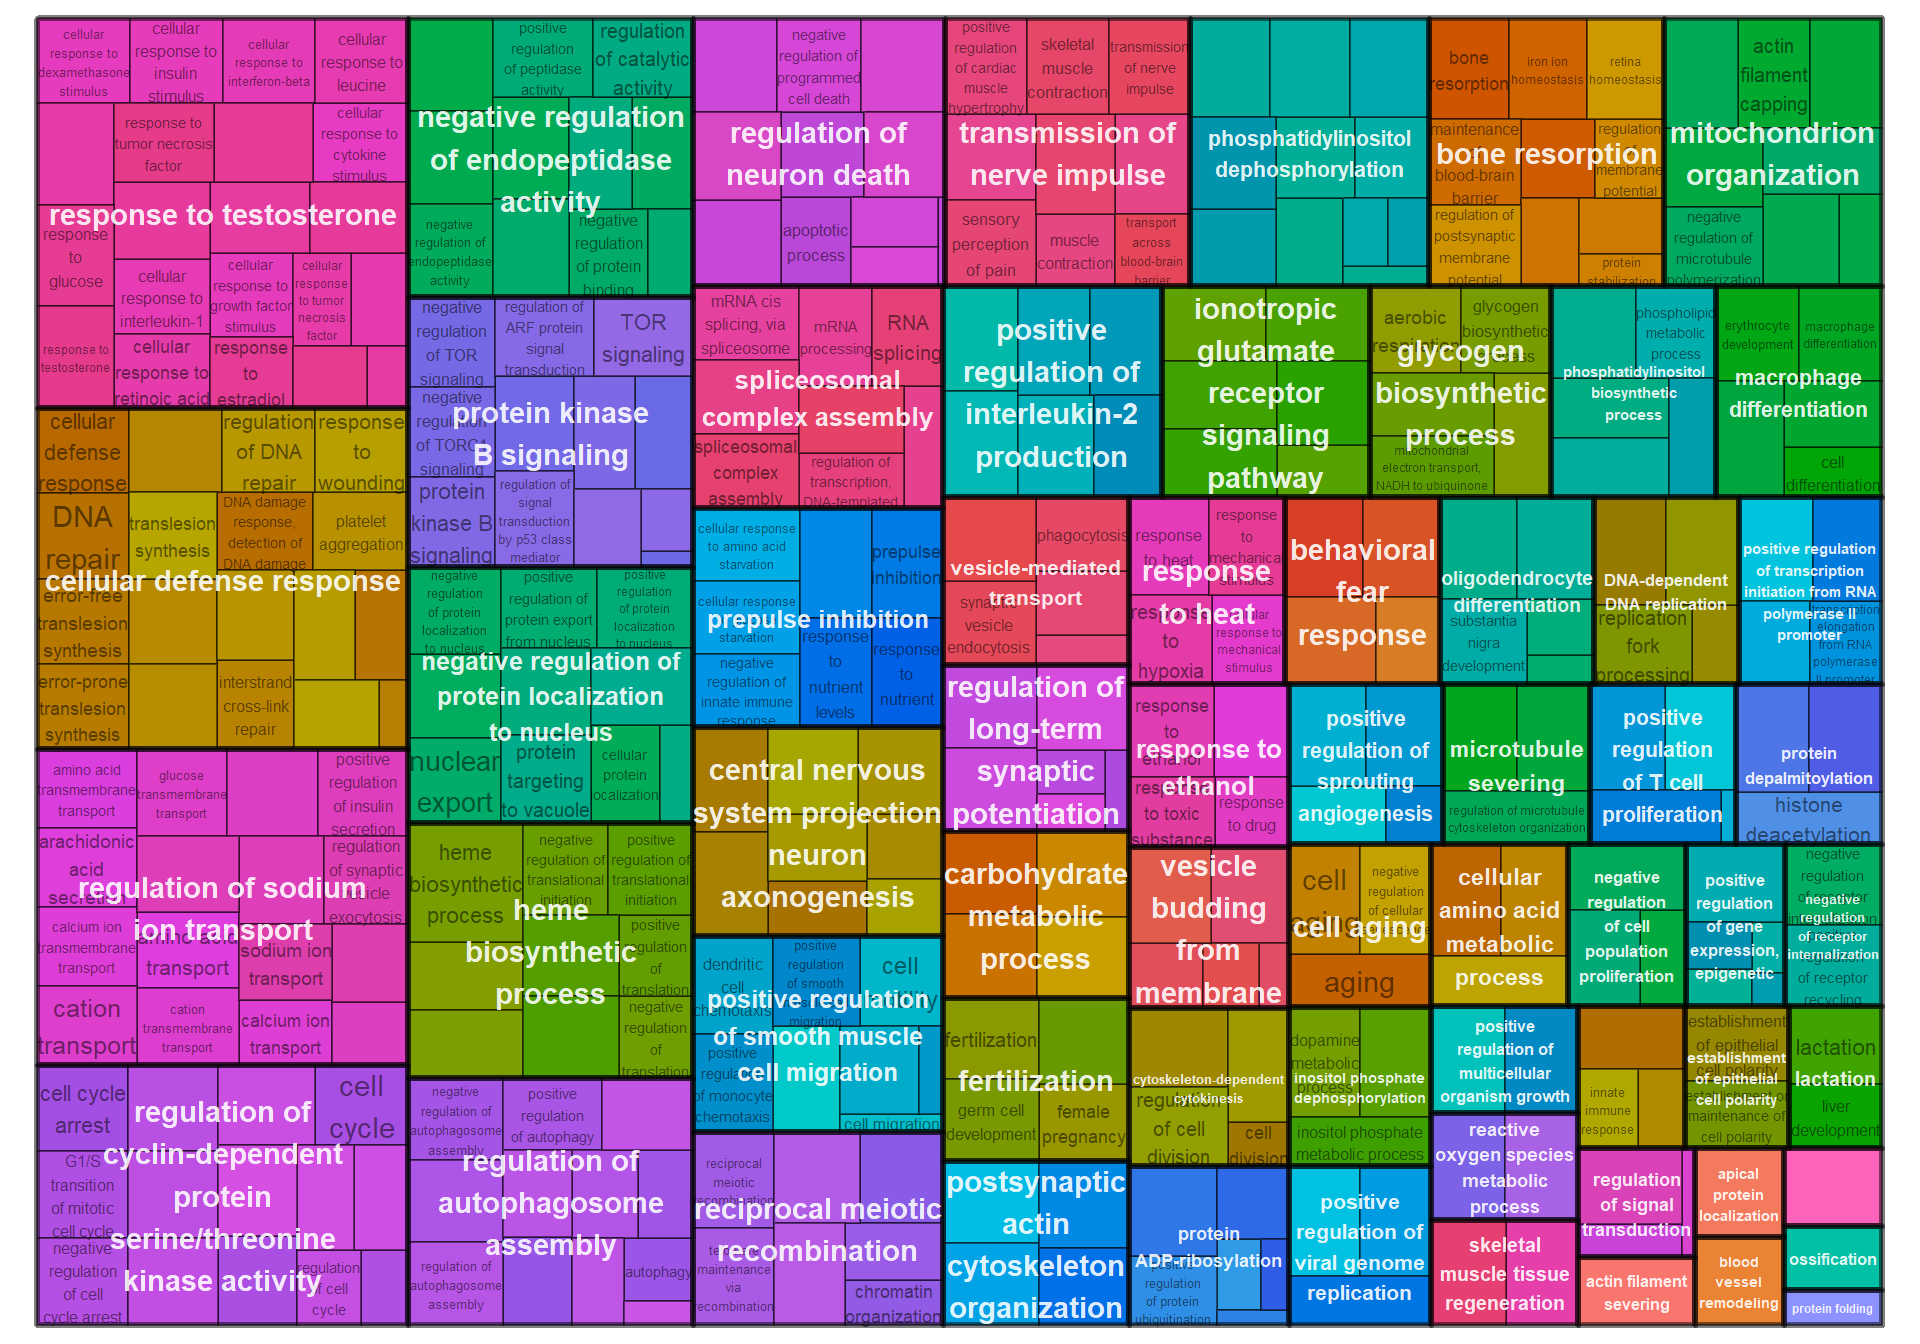 cellular
response to
dexamethasone
stimulus
cellular
response to
insulin
stimulus
cellular
response to
interferon-beta
cellular
response to
leucine
response to
tumor necrosis
factor
cellular
response to
cytokine
stimulus
response to testosterone
response
to
glucose
cellular
response to
interleukin-1
cellular
response to
growth factor
stimulus
cellular
response
to tumor
necrosis
factor
response to
testosterone
cellular
response to
retinoic acid
response
to
estradiol
cellular
defense
response
regulation
of DNA
repair
response
to
wounding
DNA
repair
translesion
synthesis
DNA damage
response,
detection of
DNA damage
platelet
aggregation
cellular defense response
error-free
translesion
synthesis
error-prone
translesion
synthesis
interstrand
cross-link
repair
amino acid
transmembrane
transport
glucose
transmembrane
transport
positive
regulation
of insulin
secretion
arachidonic
acid
secretion
regulation
of synaptic
vesicle
exocytosis
regulation of sodium
ion transport
calcium ion
transmembrane
transport
amino acid
transport
sodium ion
transport
cation
transport
cation
transmembrane
transport
calcium ion
transport
cell cycle
arrest
cell
cycle
regulation of
cyclin-dependent
protein
serine/threonine
kinase activity
G1/S
transition
of mitotic
cell cycle
negative
regulation
of cell
cycle arrest
regulation
of cell
cycle
positive
regulation
of peptidase
activity
regulation
of catalytic
activity
negative regulation
of endopeptidase
activity
negative
regulation of
endopeptidase
activity
negative
regulation
of protein
binding
negative
regulation
of TOR
signaling
regulation of
ARF protein
signal
transduction
TOR
signaling
negative
regulation
of TORC1
signaling
protein kinase
B signaling
protein
kinase B
signaling
regulation of
signal
transduction
by p53 class
mediator
negative
regulation
of protein
localization
to nucleus
positive
regulation of
protein export
from nucleus
positive
regulation
of protein
localization
to nucleus
negative regulation of
protein localization
to nucleus
nuclear
export
protein
targeting
to vacuole
cellular
protein
localization
heme
biosynthetic
process
negative
regulation of
translational
initiation
positive
regulation of
translational
initiation
heme
biosynthetic
process
positive
regulation
of
translation
negative
regulation
of
translation
negative
regulation of
autophagosome
assembly
positive
regulation
of autophagy
regulation of
autophagosome
assembly
regulation of
autophagosome
assembly
autophagy
negative
regulation of
programmed
cell death
regulation of
neuron death
apoptotic
process
mRNA cis
splicing, via
spliceosome
mRNA
processing
RNA
splicing
spliceosomal
complex assembly
spliceosomal
complex
assembly
regulation of
transcription,
DNA-templated
cellular response
to amino acid
starvation
prepulse
inhibition
cellular response
starvation
prepulse inhibition
negative
regulation of
innate immune
response
response
to
nutrient
levels
response
to
nutrient
central nervous
system projection
neuron
axonogenesis
dendritic
cell
chemotaxis
positive
regulation
of smooth
migration
cell
positive regulation
of smooth muscle
cell migration
positive
regulation
of monocyte
chemotaxis
cell migration
reciprocal
meiotic
recombination
reciprocal meiotic
recombination
telomere
maintenance
via
recombination
chromatin
organization
positive
regulation
of cardiac
muscle
hypertrophy
skeletal
muscle
contraction
transmission
of nerve
impulse
transmission of
nerve impulse
sensory
perception
of pain
muscle
contraction
transport
across
blood-brain
barrier
phosphatidylinositol
dephosphorylation
bone
resorption
iron ion
homeostasis
retina
homeostasis
maintenance
of
blood-brain
barrier
regulation
of
membrane
potential
bone resorption
regulation of
postsynaptic
membrane
potential
protein
stabilization
actin
filament
capping
mitochondrion
organization
negative
regulation of
microtubule
polymerization
positive
regulation of
interleukin-2
production
ionotropic
glutamate
receptor
signaling
pathway
aerobic
respiration
glycogen
biosynthetic
process
glycogen
biosynthetic
process
mitochondrial
electron transport,
NADH to ubiquinone
phospholipid
metabolic
process
phosphatidylinositol
biosynthetic
process
erythrocyte
development
macrophage
differentiation
macrophage
differentiation
cell
differentiation
phagocytosis
vesicle-mediated
transport
synaptic
vesicle
endocytosis
response
to heat
response
to
mechanical
stimulus
response
to heat
response
to
hypoxia
cellular
response to
mechanical
stimulus
behavioral
fear
response
oligodendrocyte
differentiation
substantia
nigra
development
DNA-dependent
DNA replication
replication
fork
processing
positive regulation
of transcription
initiation from RNA
polymerase II
promoter
transcription
elongation
from RNA
polymerase
II promoter
regulation of
long-term
synaptic
potentiation
response
to
ethanol
response to
ethanol
response
to toxic
substance
response
to drug
positive
regulation of
sprouting
angiogenesis
microtubule
severing
regulation of microtubule
cytoskeleton organization
positive
regulation
of T cell
proliferation
protein
depalmitoylation
histone
deacetylation
carbohydrate
metabolic
process
vesicle
budding
from
membrane
cell
aging
negative
regulation
of cellular
cell aging
aging
cellular
amino acid
metabolic
process
negative
regulation
of cell
population
proliferation
positive
regulation
of gene
expression,
epigenetic
negative
regulation
of receptor
internalization
negative
regulation
of receptor
internalization
regulation
of receptor
recycling
fertilization
fertilization
germ cell
development
female
pregnancy
cytoskeleton-dependent
cytokinesis
regulation
of cell
division
cell
division
dopamine
metabolic
process
inositol phosphate
dephosphorylation
inositol phosphate
metabolic process
positive
regulation of
multicellular
organism growth
innate
immune
response
establishment
of epithelial
cell polarity
establishment
of epithelial
cell polarity
establishment or
maintenance of
cell polarity
lactation
lactation
liver
development
postsynaptic
actin
cytoskeleton
organization
protein
ADP-ribosylation
positive
regulation
of protein
ubiquitination
positive
regulation of
viral genome
replication
reactive
oxygen species
metabolic
process
skeletal
muscle tissue
regeneration
regulation
of signal
transduction
actin filament
severing
apical
protein
localization
blood
vessel
remodeling
ossification
protein folding